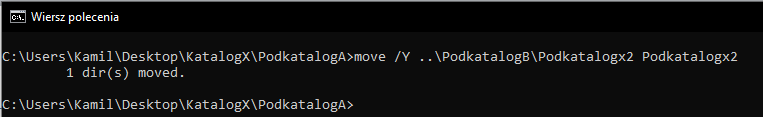 Wiersz polecenia
C:\Users\Kamil\Desktop\KatalogX\PodkatalogA>move /Y ..\PodkatalogB\Podkatalogx2 Podkatalogx2
        1 dir(s) moved.
C:\Users\Kamil\Desktop\KatalogX\PodkatalogA>